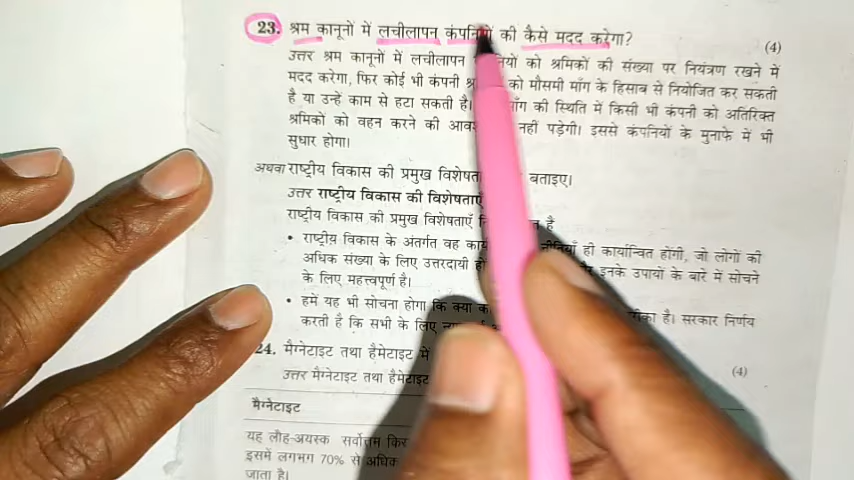 23. श्रम कानूनों में लचीलापन कंपनियों की कैसे मदद करेगा? (4)
उत्तर श्रम कानूनों में लचीलापन को श्रमिकों की संख्या पर नियंत्रण रखने में
मदद करेगा, फिर कोई भी कंपनी को मौसमी माँग के हिसाब से नियोजित कर सकती
है या उन्हें काम से हटा सकती है। माँग की स्थिति में किसी भी कंपनी को अतिरिक्त
श्रमिकों को वहन करने की नहीं पड़ेगी। इससे कंपनियों के मुनाफे में भी
सुधार होगा।
अथवा राष्ट्रीय विकास की प्रमुख बताइए।
उत्तर राष्ट्रीय विकास की विशेषताएँ
राष्ट्रीय विकास की प्रमुख विशेषताएँ हैं
• राष्ट्रीय विकास के अंतर्गत वह ही कार्यान्वित होंगी, जो लोगों की
अधिक संख्या के लिए उत्तरदायी इनके उपायों के बारे में सोचने
के लिए महत्त्वपूर्ण है।
• हमें यह भी सोचना होगा कि क्या है। सरकार निर्णय
करती है कि सभी के लिए
24. मैग्नेटाइट तथा हैमेटाइट में (4)
उत्तर मैग्नेटाइट तथा हैमेटाइट
मैग्नेटाइट
यह लौह-अयस्क सर्वोत्तम
इसमें लगभग 70% से अधिक
जाता है।